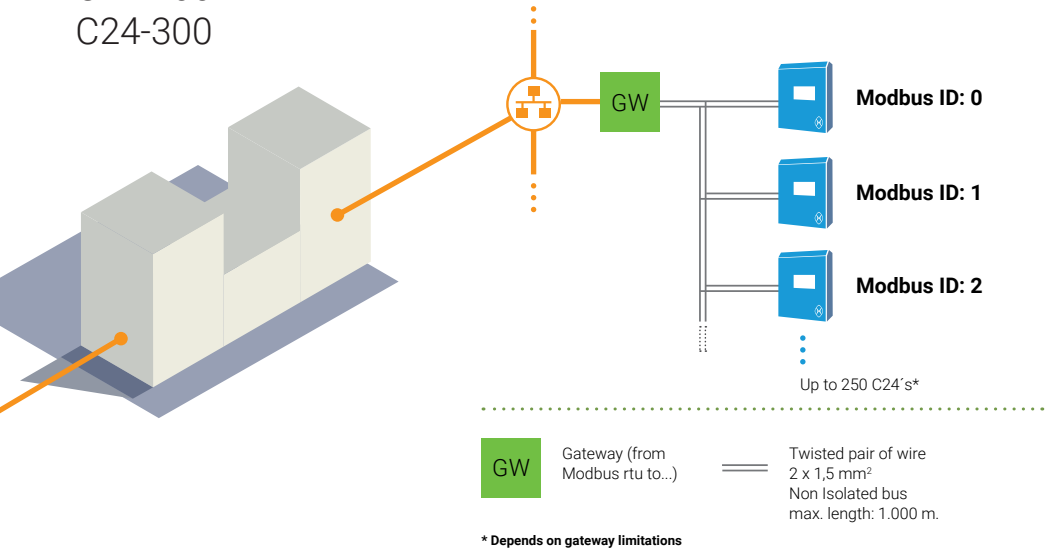 C24-300
GW
Modbus ID: 0
Modbus ID: 1
Modbus ID: 2
Up to 250 C24´s*
GW
Gateway (from
Modbus rtu to...)
Twisted pair of wire
2 x 1,5 mm²
Non Isolated bus
max. length: 1.000 m.
* Depends on gateway limitations